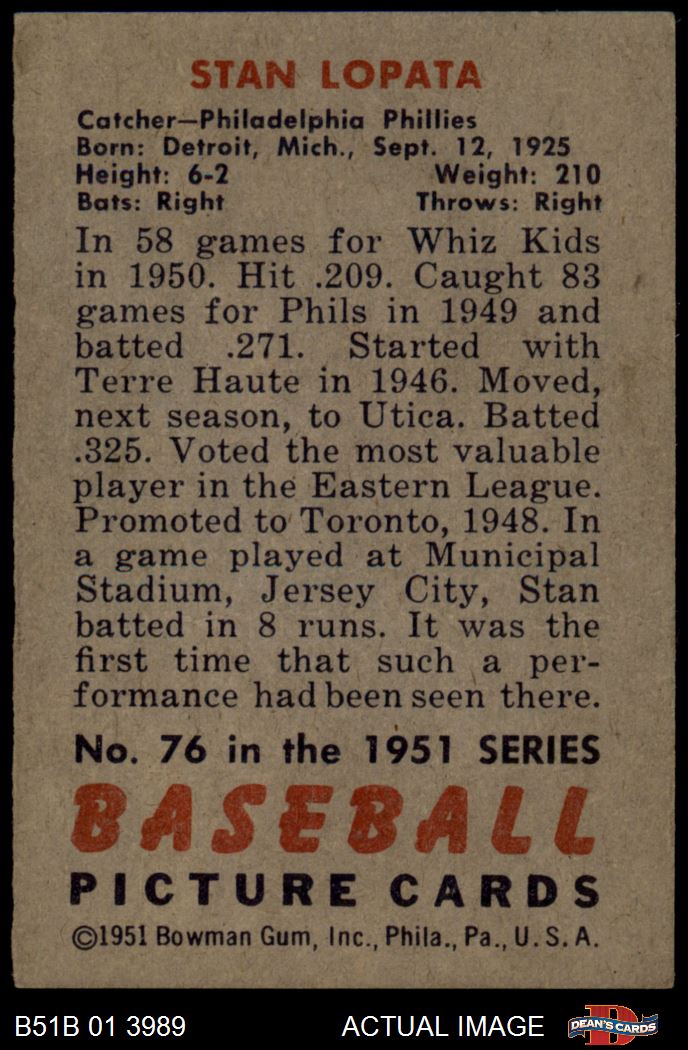 STAN LOPATA
Catcher—Philadelphia Phillies
Born: Detroit, Mich., Sept. 12, 1925
Height: 6-2 Weight: 210
Bats: Right Throws: Right
In 58 games for Whiz Kids
in 1950. Hit .209. Caught 83
games for Phils in 1949 and
batted .271. Started with
Terre Haute in 1946. Moved,
next season, to Utica. Batted
.325. Voted the most valuable
player in the Eastern League.
Promoted to Toronto, 1948. In
a game played at Municipal
Stadium, Jersey City, Stan
batted in 8 runs. It was the
first time that such a per-
formance had been seen there.
No. 76 in the 1951 SERIES
BASEBALL
PICTURE CARDS
©1951 Bowman Gum, Inc., Phila., Pa., U.S.A.
B51B 01 3989 ACTUAL IMAGE D DEAN'S CARDS